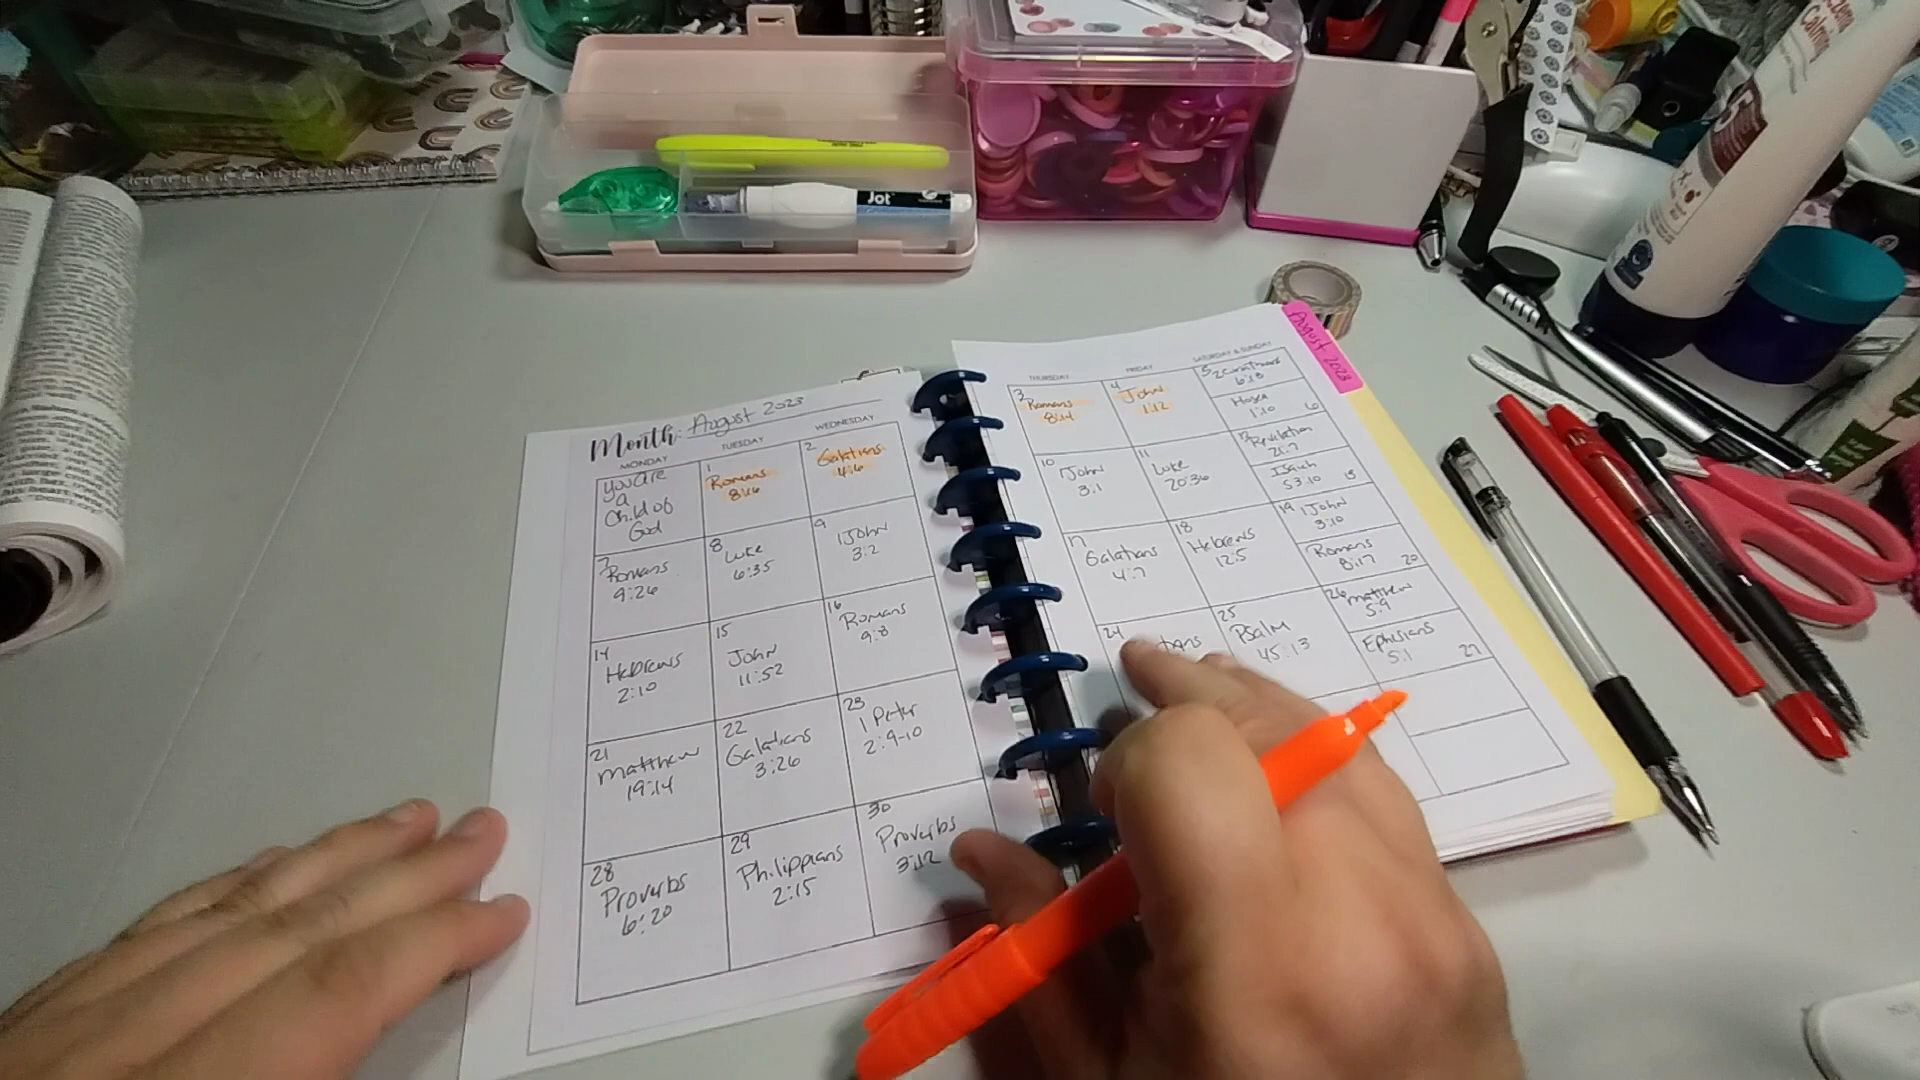 Month: August 2023
MONDAY
TUESDAY
WEDNESDAY
you are
a
Child of
God
1
Romans
8:16
2
Galatians
4:6
7
Romans
9:26
8
Luke
6:35
9
1 John
3:2
14
Hebrews
2:10
15
John
11:52
16
Romans
9:8
21
Matthew
19:14
22
Galatians
3:26
23
1 Peter
2:9-10
28
Proverbs
6:20
29
Philippians
2:15
30
Proverbs
3:12
THURSDAY
FRIDAY
SATURDAY & SUNDAY
3
Romans
8:14
4
John
1:12
5 2 Corinthians
6:18
Hosea
1:10 6
10
1 John
3:1
11
Luke
20:36
Revelation
21:7
Isaiah
53:10 13
17
Galatians
4:7
18
Hebrews
12:5
19 1 John
3:10
Romans
8:17 20
24
25
Psalm
45:13
26 Matthew
5:9
Ephesians
5:1 27
August 2023
Jot